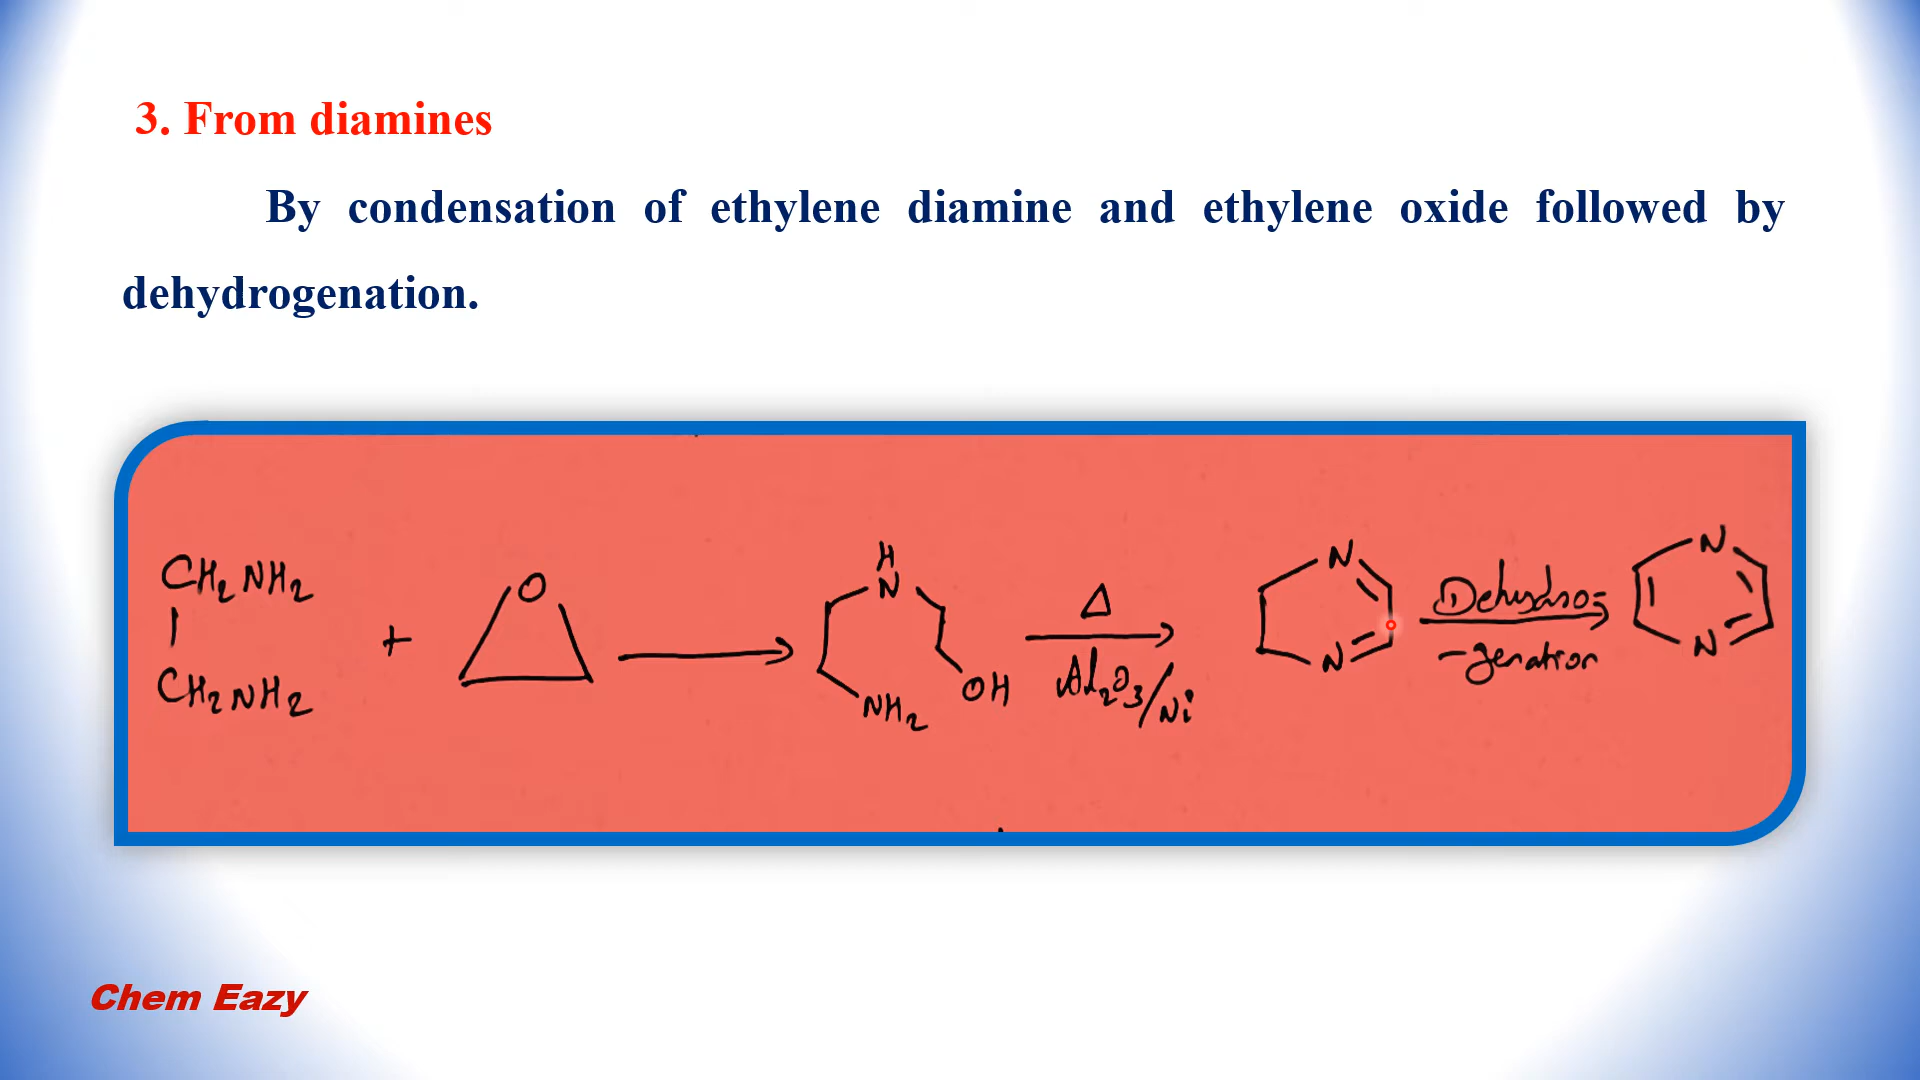 3. From diamines
By condensation of ethylene diamine and ethylene oxide followed by
dehydrogenation.
CH₂NH₂
CH₂NH₂
+
O
H
N
NH₂
OH
Δ
Al₂O₃/Ni
N
N
Dehydro-
-genation
N
N
Chem Eazy